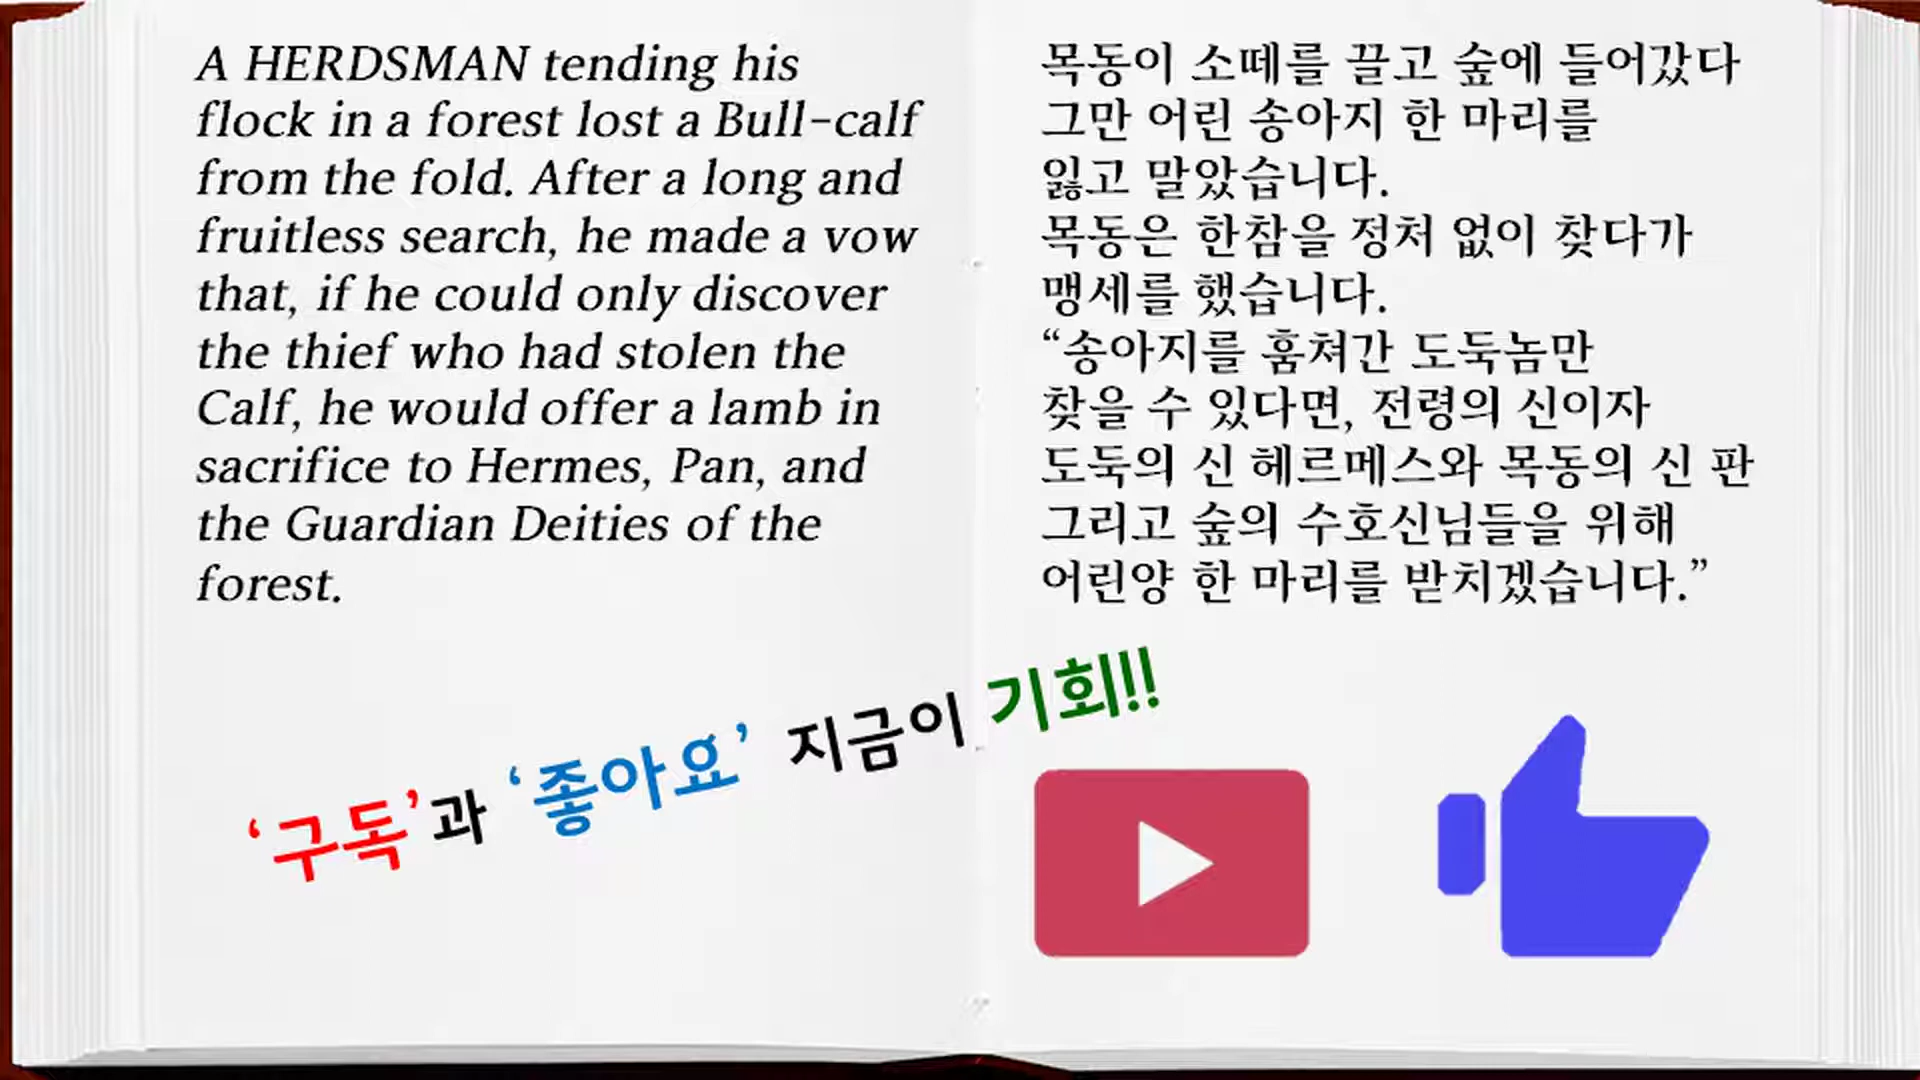 A HERDSMAN tending his
flock in a forest lost a Bull-calf
from the fold. After a long and
fruitless search, he made a vow
that, if he could only discover
the thief who had stolen the
Calf, he would offer a lamb in
sacrifice to Hermes, Pan, and
the Guardian Deities of the
forest.
목동이 소떼를 끌고 숲에 들어갔다
그만 어린 송아지 한 마리를
잃고 말았습니다.
목동은 한참을 정처 없이 찾다가
맹세를 했습니다.
“송아지를 훔쳐간 도둑놈만
찾을 수 있다면, 전령의 신이자
도둑의 신 헤르메스와 목동의 신 판
그리고 숲의 수호신님들을 위해
어린양 한 마리를 받치겠습니다.”
‘구독’과 ‘좋아요’ 지금이 기회!!